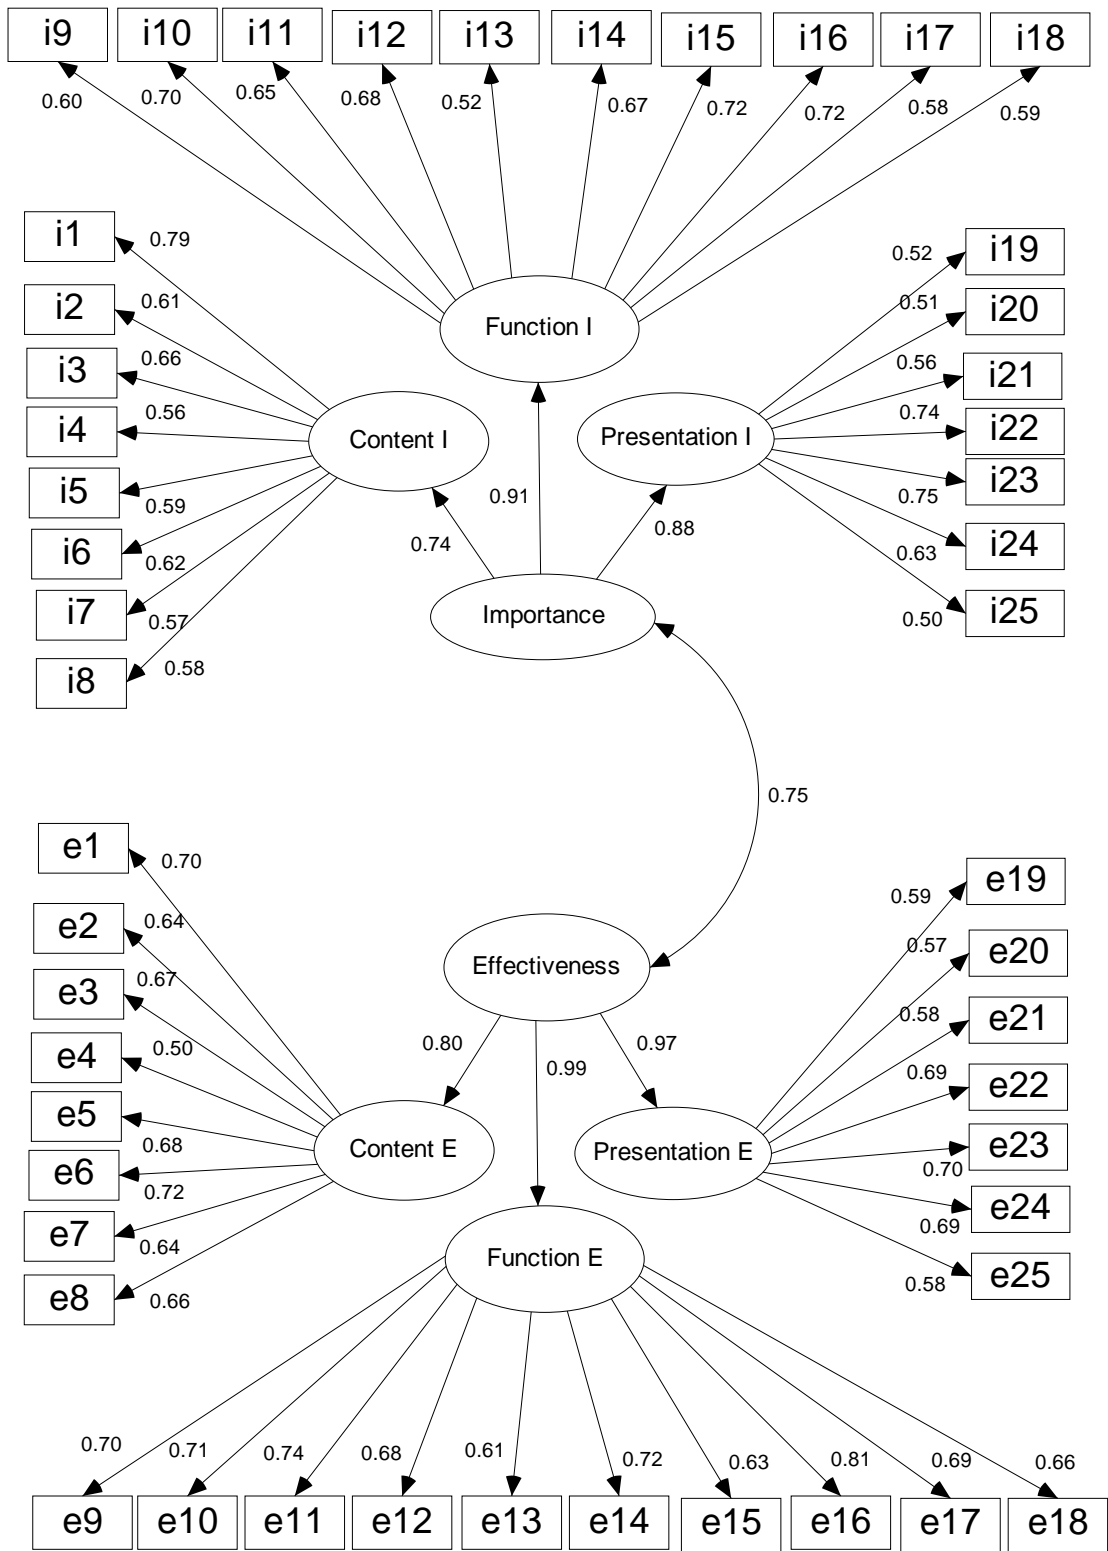 i9 i10 i11 i12 i13 i14 i15 i16 i17 i18
0.60 0.70 0.65 0.68 0.52 0.67 0.72 0.72 0.58 0.59
i1 0.79 0.52 i19
i2 0.61 Function I 0.51 i20
i3 0.66 0.56 i21
i4 0.56 Content I Presentation I 0.74 i22
i5 0.59 0.91 0.75 i23
i6 0.62 0.74 0.88 0.63 i24
i7 0.57 Importance 0.50 i25
i8 0.58
0.75
e1 0.70 0.59 e19
e2 0.64 Effectiveness 0.57 e20
e3 0.67 0.58 e21
e4 0.50 0.80 0.99 0.97 0.69 e22
e5 0.68 Content E Presentation E 0.70 e23
e6 0.72 0.69 e24
e7 0.64 Function E 0.58 e25
e8 0.66
0.70 0.71 0.74 0.68 0.61 0.72 0.63 0.81 0.69 0.66
e9 e10 e11 e12 e13 e14 e15 e16 e17 e18